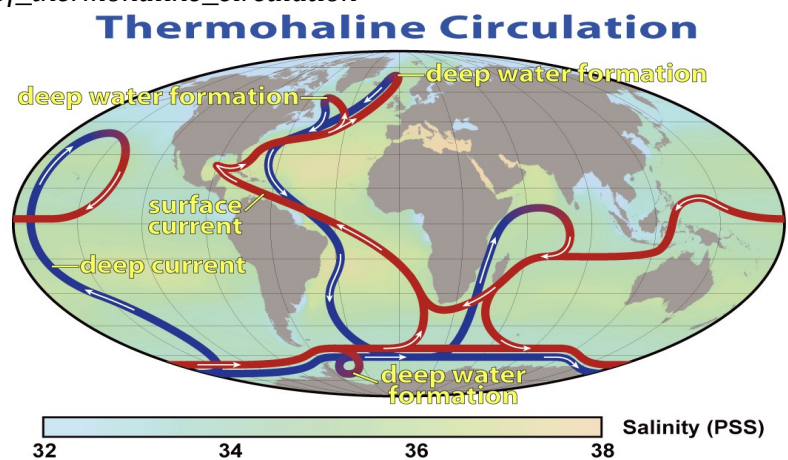 Thermohaline Circulation
deep water formation
deep water formation
surface
current
deep current
deep water
formation
Salinity (PSS)
32 34 36 38